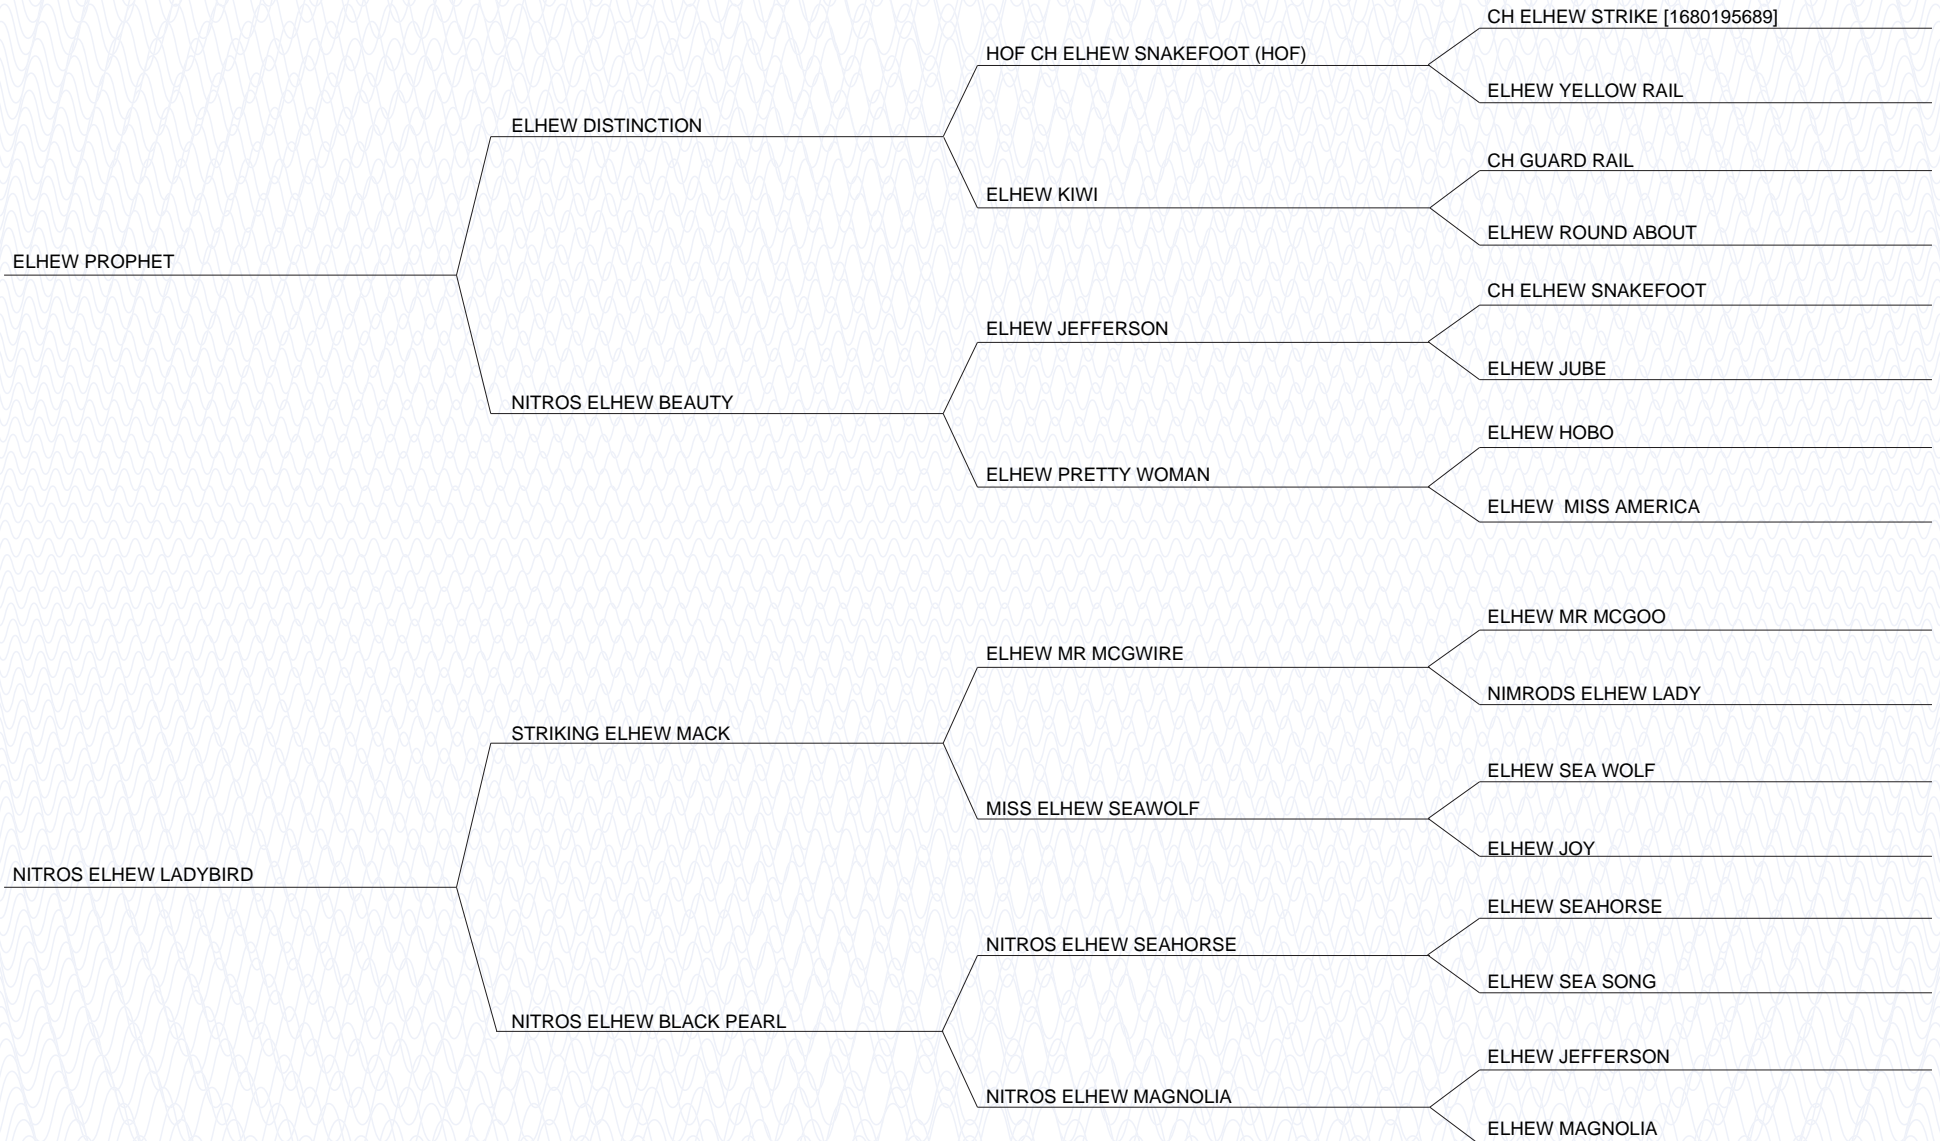 CH ELHEW STRIKE [1680195689]
HOF CH ELHEW SNAKEFOOT (HOF)
ELHEW YELLOW RAIL
ELHEW DISTINCTION
CH GUARD RAIL
ELHEW KIWI
ELHEW ROUND ABOUT
ELHEW PROPHET
CH ELHEW SNAKEFOOT
ELHEW JEFFERSON
ELHEW JUBE
NITROS ELHEW BEAUTY
ELHEW HOBO
ELHEW PRETTY WOMAN
ELHEW  MISS AMERICA
ELHEW MR MCGOO
ELHEW MR MCGWIRE
NIMRODS ELHEW LADY
STRIKING ELHEW MACK
ELHEW SEA WOLF
MISS ELHEW SEAWOLF
ELHEW JOY
NITROS ELHEW LADYBIRD
ELHEW SEAHORSE
NITROS ELHEW SEAHORSE
ELHEW SEA SONG
NITROS ELHEW BLACK PEARL
ELHEW JEFFERSON
NITROS ELHEW MAGNOLIA
ELHEW MAGNOLIA